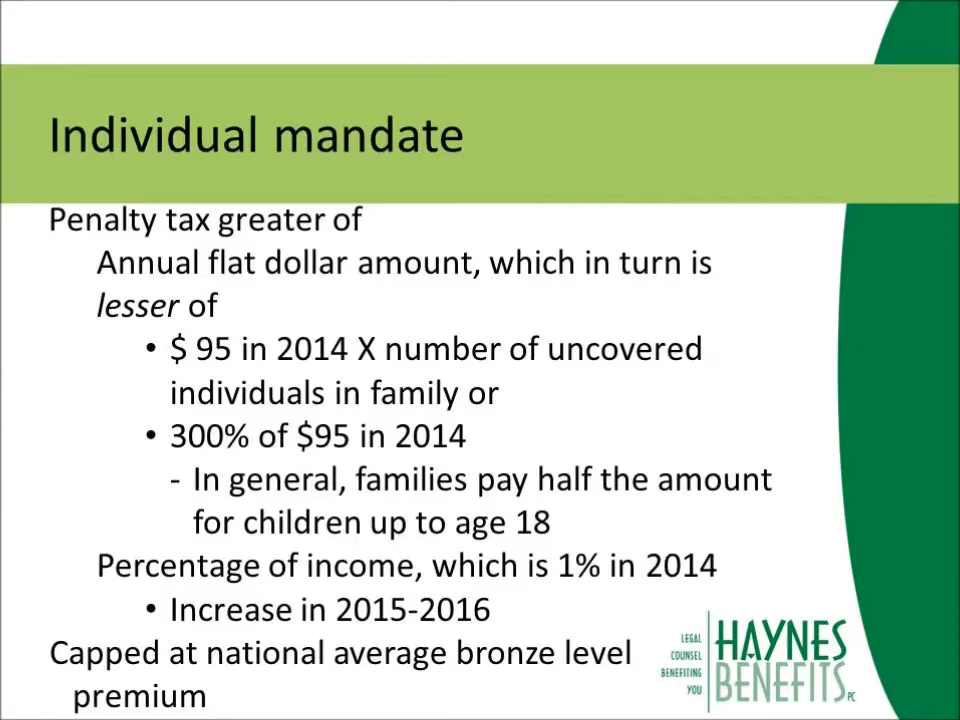 Individual mandate
Penalty tax greater of
Annual flat dollar amount, which in turn is
lesser of
• $ 95 in 2014 X number of uncovered
individuals in family or
• 300% of $95 in 2014
- In general, families pay half the amount
for children up to age 18
Percentage of income, which is 1% in 2014
• Increase in 2015-2016
Capped at national average bronze level
premium
LEGAL
COUNSEL
BENEFITING
YOU
HAYNES
BENEFITS PC